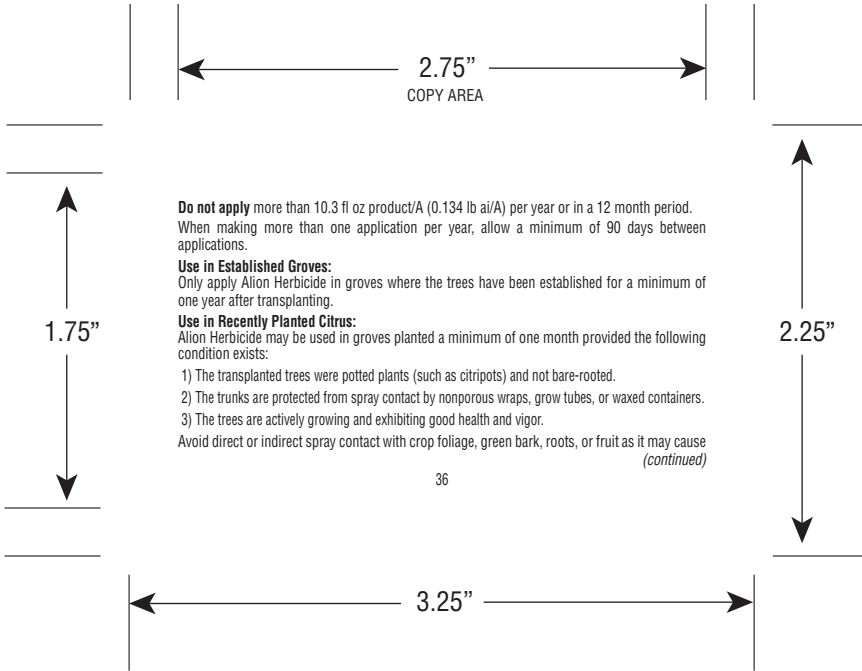 2.75”
COPY AREA
Do not apply more than 10.3 fl oz product/A (0.134 lb ai/A) per year or in a 12 month period.
When making more than one application per year, allow a minimum of 90 days between
applications.
Use in Established Groves:
Only apply Alion Herbicide in groves where the trees have been established for a minimum of
one year after transplanting.
Use in Recently Planted Citrus:
Alion Herbicide may be used in groves planted a minimum of one month provided the following
condition exists:
1) The transplanted trees were potted plants (such as citripots) and not bare-rooted.
2) The trunks are protected from spray contact by nonporous wraps, grow tubes, or waxed containers.
3) The trees are actively growing and exhibiting good health and vigor.
Avoid direct or indirect spray contact with crop foliage, green bark, roots, or fruit as it may cause
(continued)
36
1.75”
2.25”
3.25”